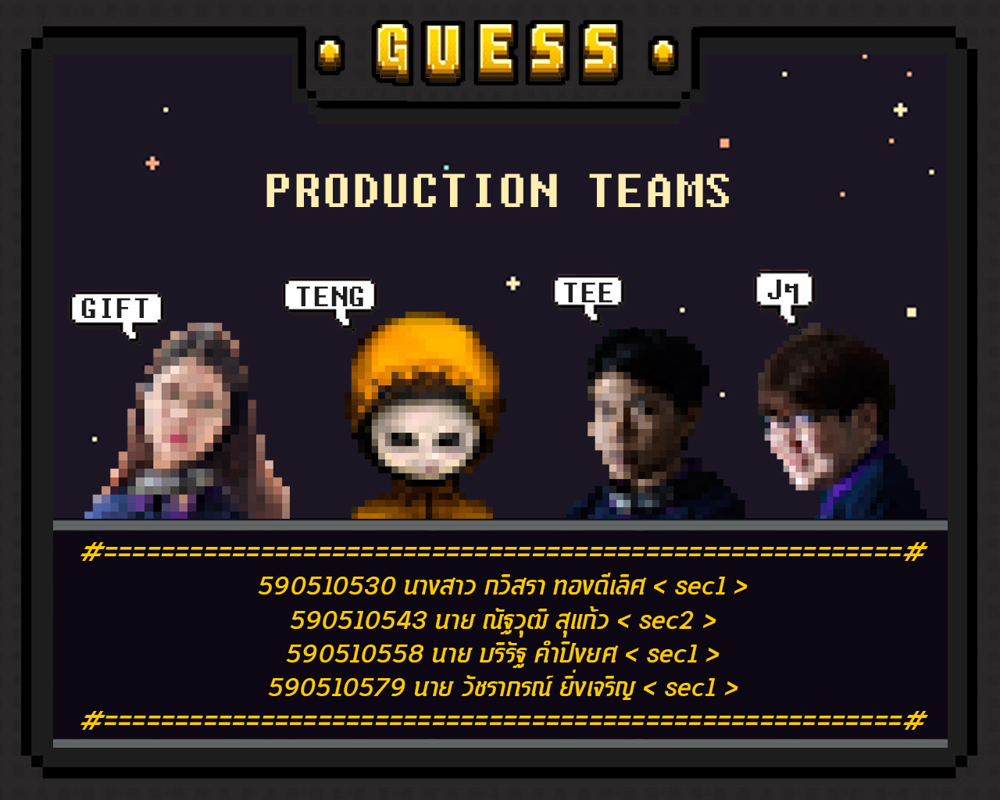 GUESS
PRODUCTION TEAMS
GIFT
TENG
TEE
Jฯ
#=========================================================#
590510530 นางสาว กวิสรา ทองดีเลิศ < sec1 >
590510543 นาย ณัฐวุฒิ สุแก้ว < sec2 >
590510558 นาย บริรัฐ คำปิงยศ < sec1 >
590510579 นาย วัชรากรณ์ ยิ่งเจริญ < sec1 >
#=========================================================#